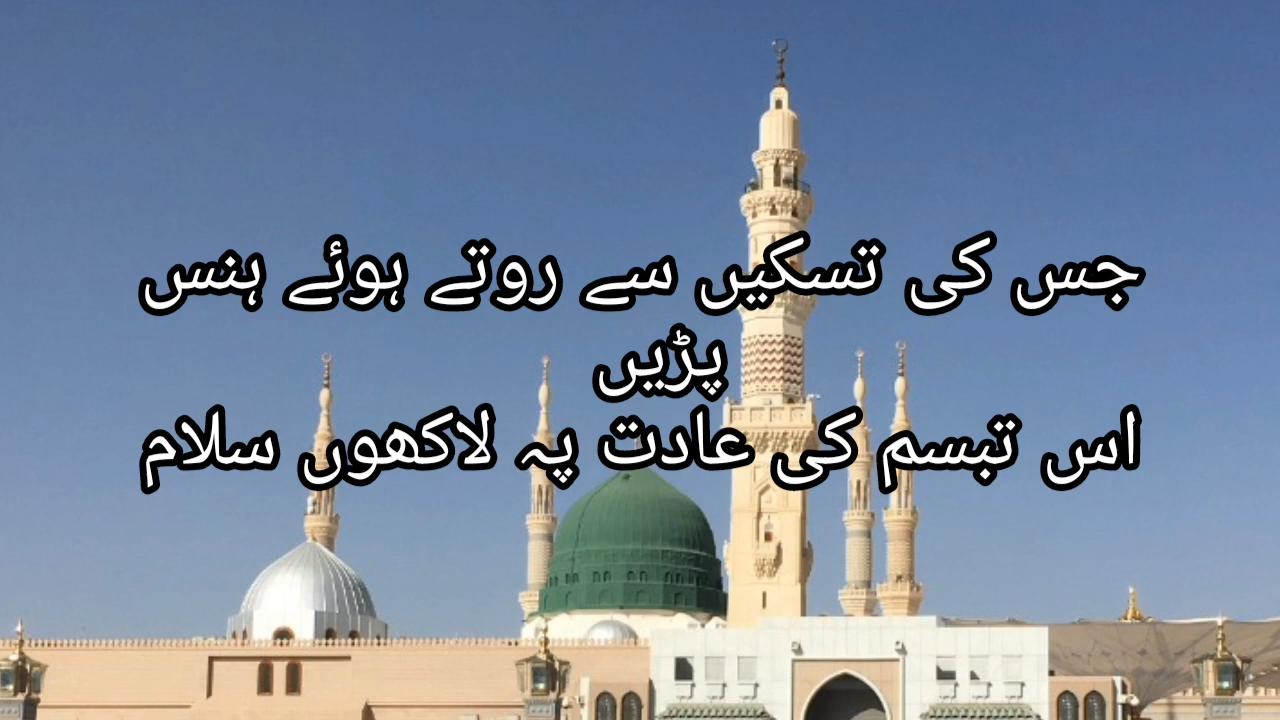 جس کی تسکیں سے روتے ہوئے ہنس
پڑیں
اس تبسم کی عادت پہ لاکھوں سلام